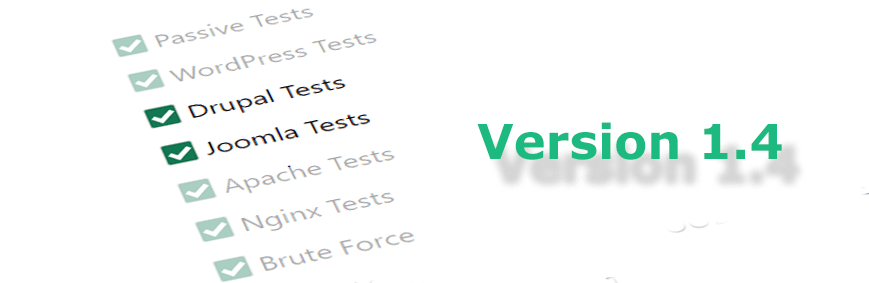 Passive Tests
WordPress Tests
Drupal Tests
Joomla Tests
Apache Tests
Nginx Tests
Brute Force
Version 1.4